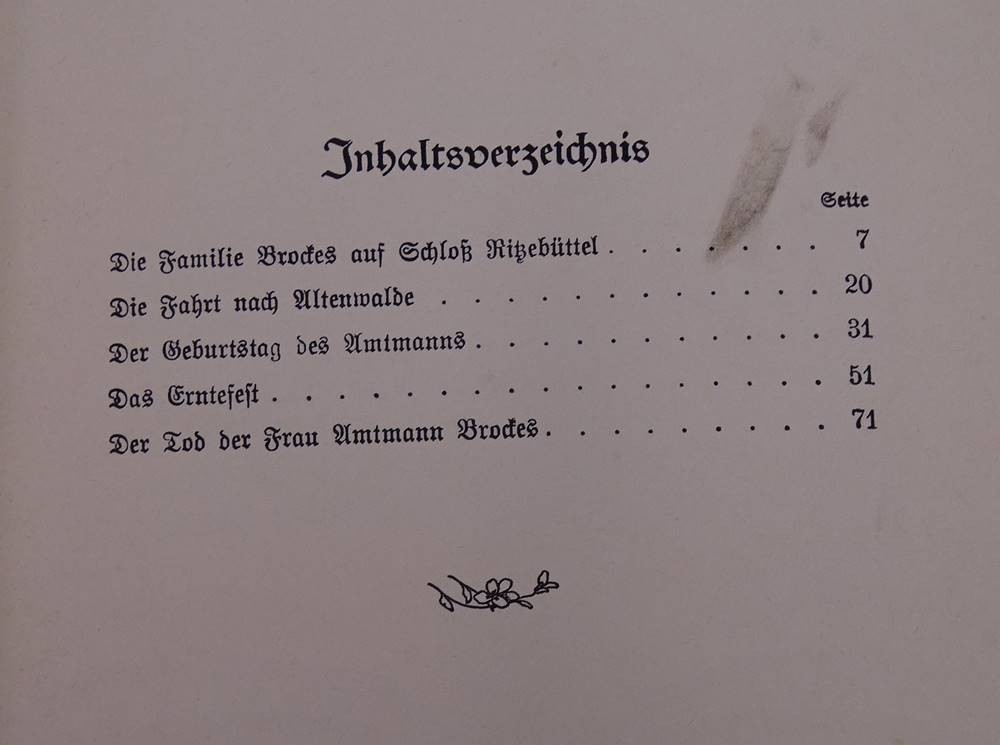 Inhaltsverzeichnis
Seite
Die Familie Brockes auf Schloß Ritzebüttel . . . . . . . 7
Die Fahrt nach Altenwalde . . . . . . . . . . . . 20
Der Geburtstag des Amtmanns . . . . . . . . . . . 31
Das Erntefest . . . . . . . . . . . . . . . . . 51
Der Tod der Frau Amtmann Brockes . . . . . . . . . 71